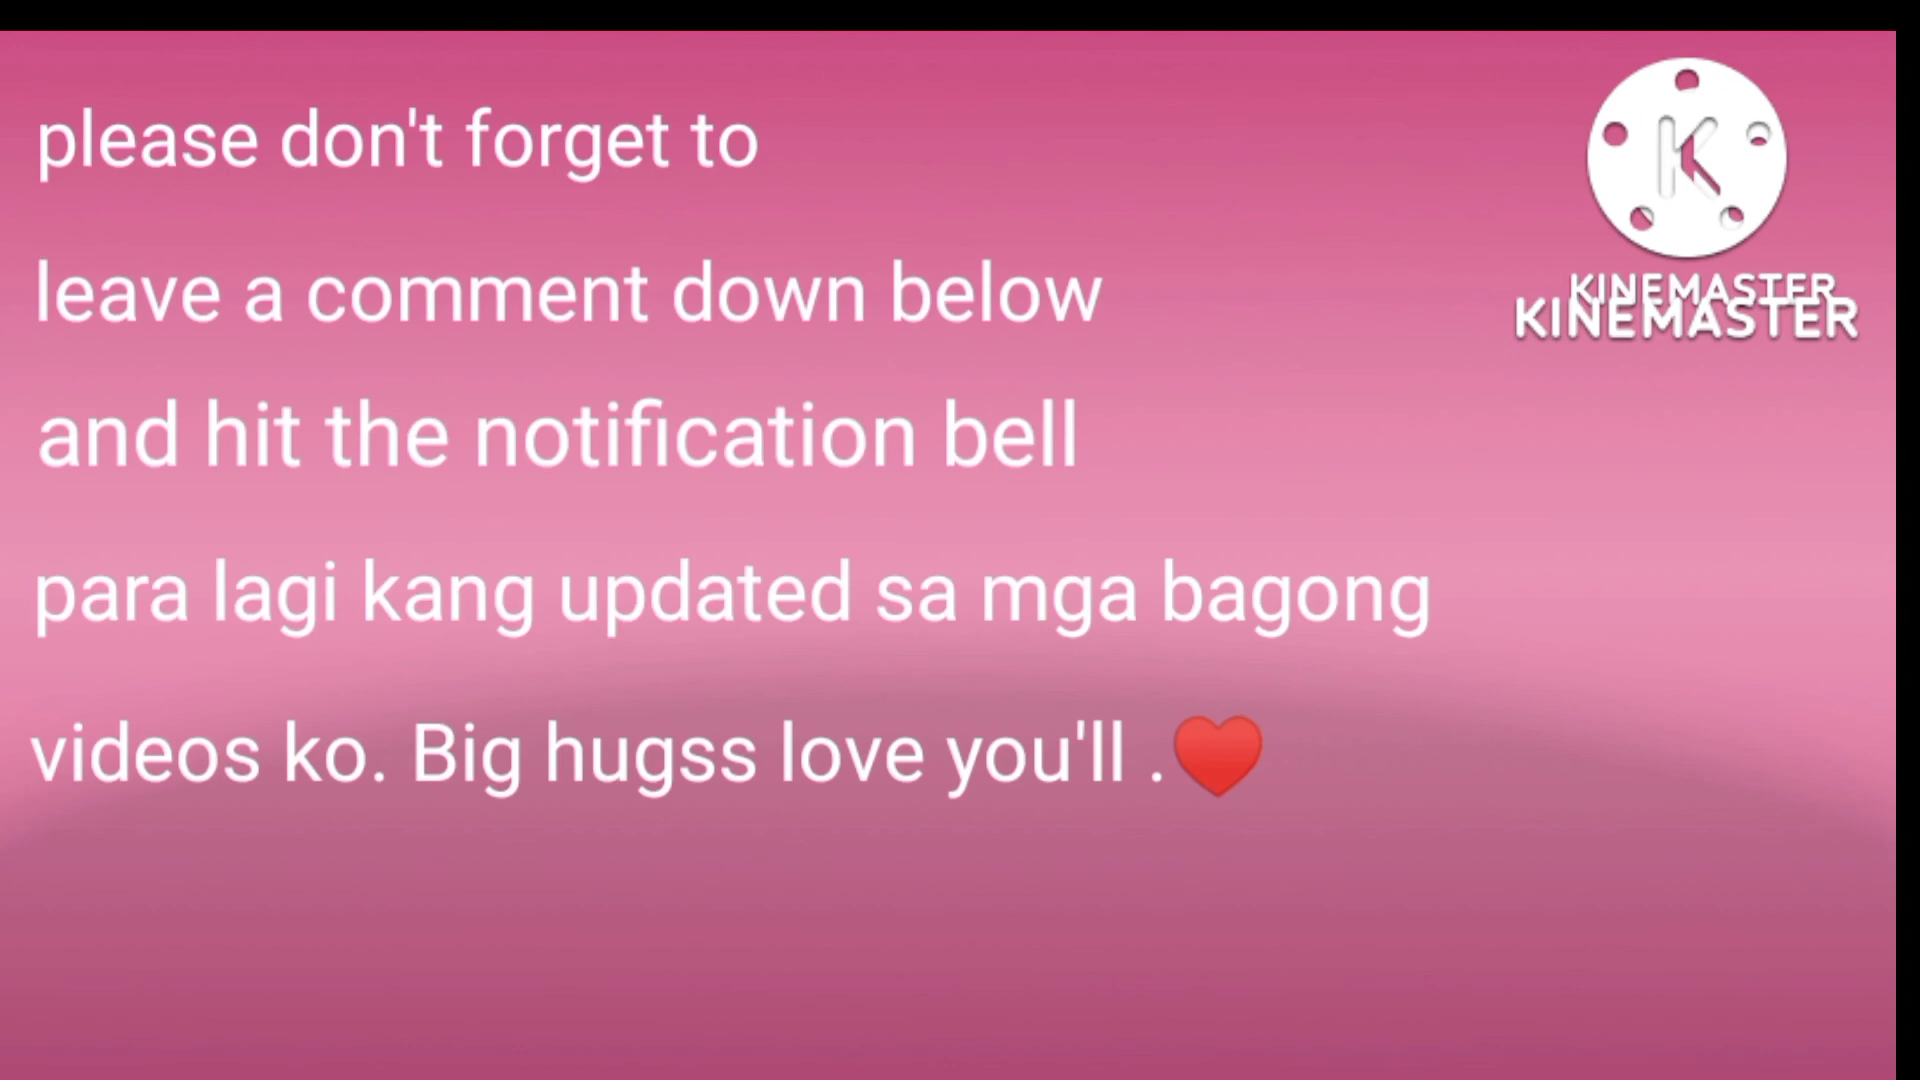 please don't forget to
leave a comment down below
and hit the notification bell
para lagi kang updated sa mga bagong
videos ko. Big hugss love you'll .❤️
K
KINEMASTER
KINEMASTER